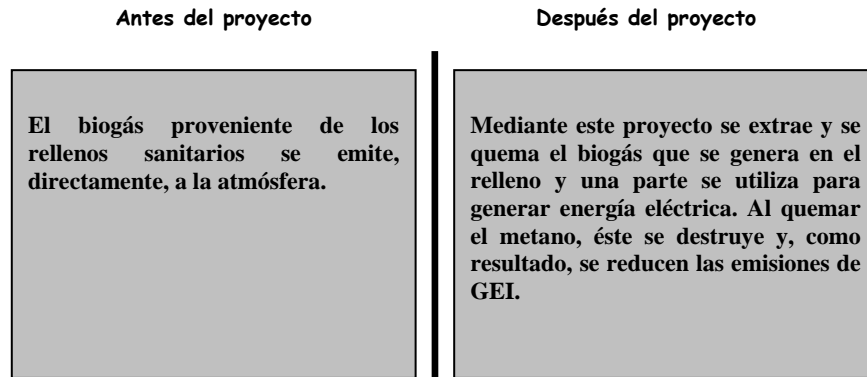 Antes del proyecto
Después del proyecto
El biogás proveniente de los
rellenos sanitarios se emite,
directamente, a la atmósfera.
Mediante este proyecto se extrae y se
quema el biogás que se genera en el
relleno y una parte se utiliza para
generar energía eléctrica. Al quemar
el metano, éste se destruye y, como
resultado, se reducen las emisiones de
GEI.